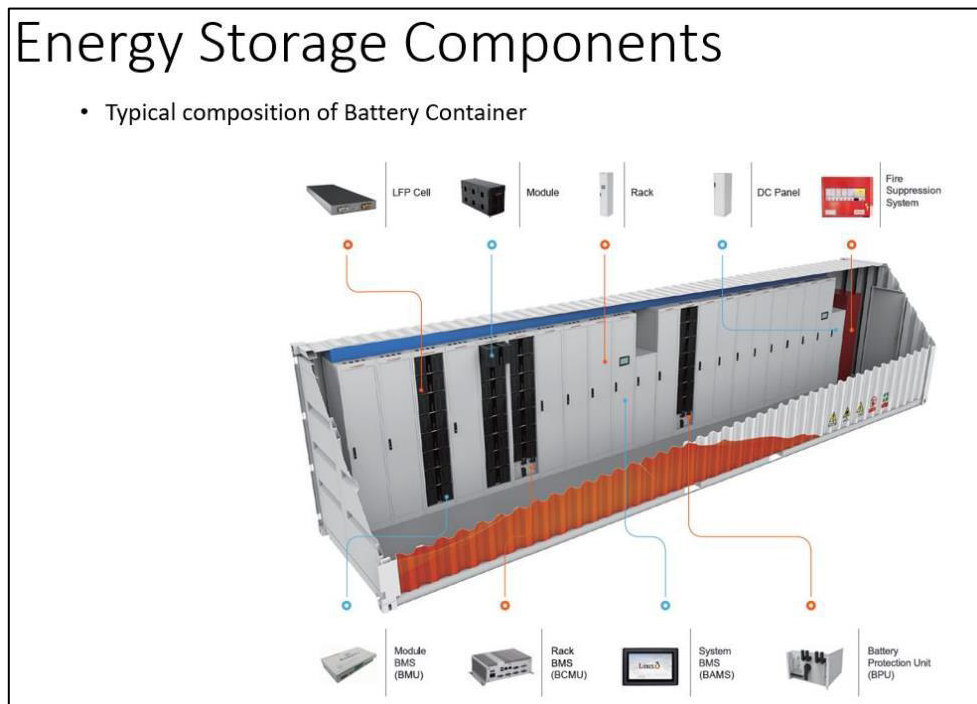 Energy Storage Components
• Typical composition of Battery Container
LFP Cell
Module
Rack
DC Panel
Fire
Suppression
System
Module
BMS
(BMU)
Rack
BMS
(BCMU)
System
BMS
(BAMS)
Battery
Protection Unit
(BPU)